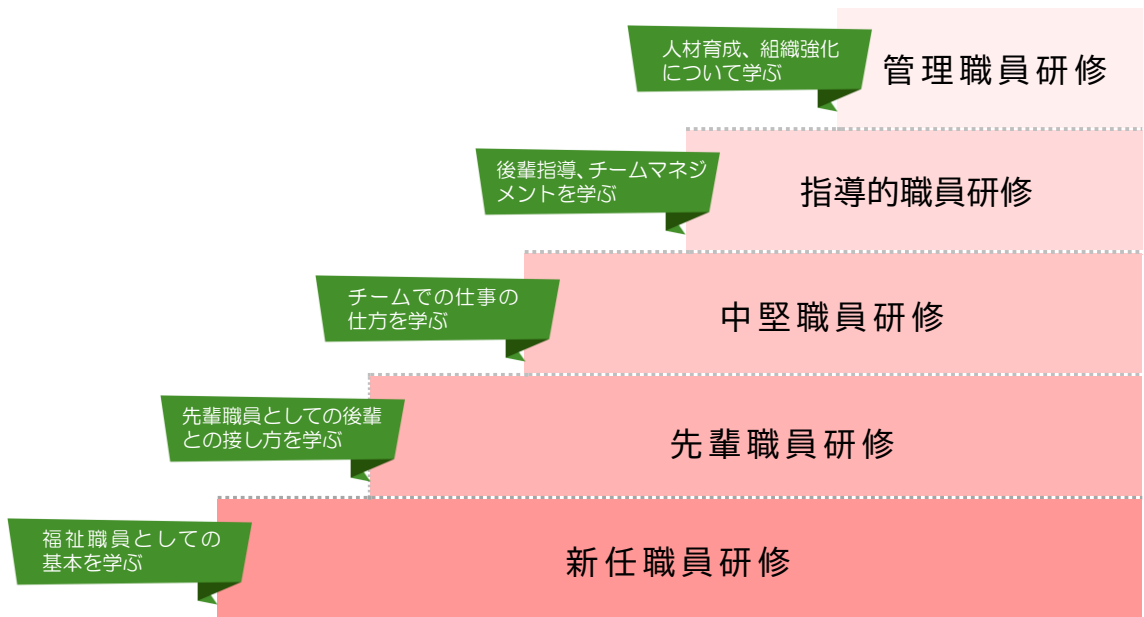 人材育成、組織強化
について学ぶ
管理職員研修
後輩指導、チームマネジ
メントを学ぶ
指導的職員研修
チームでの仕事の
仕方を学ぶ
中堅職員研修
先輩職員としての後輩
との接し方を学ぶ
先輩職員研修
福祉職員としての
基本を学ぶ
新任職員研修